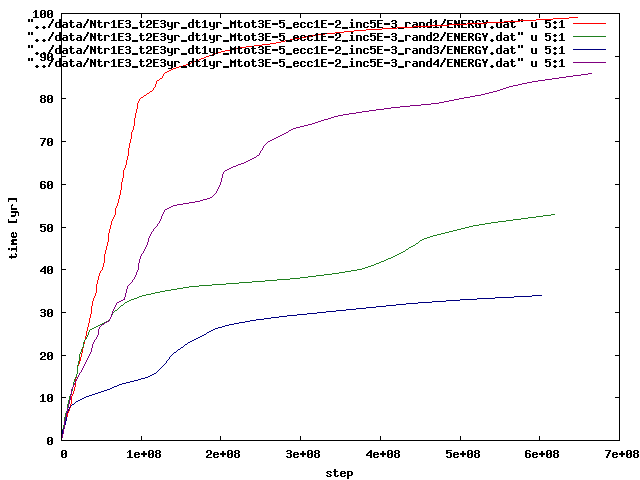 100
"../data/Ntr1E3_t2E3yr_dt1yr_Mtot3E-5_ecc1E-2_inc5E-3_rand1/ENERGY.dat" u 5:1
"../data/Ntr1E3_t2E3yr_dt1yr_Mtot3E-5_ecc1E-2_inc5E-3_rand2/ENERGY.dat" u 5:1
"../data/Ntr1E3_t2E3yr_dt1yr_Mtot3E-5_ecc1E-2_inc5E-3_rand3/ENERGY.dat" u 5:1
"../data/Ntr1E3_t2E3yr_dt1yr_Mtot3E-5_ecc1E-2_inc5E-3_rand4/ENERGY.dat" u 5:1
90
80
70
60
50
40
30
20
10
0
time [yr]
0 1e+08 2e+08 3e+08 4e+08 5e+08 6e+08 7e+08
step